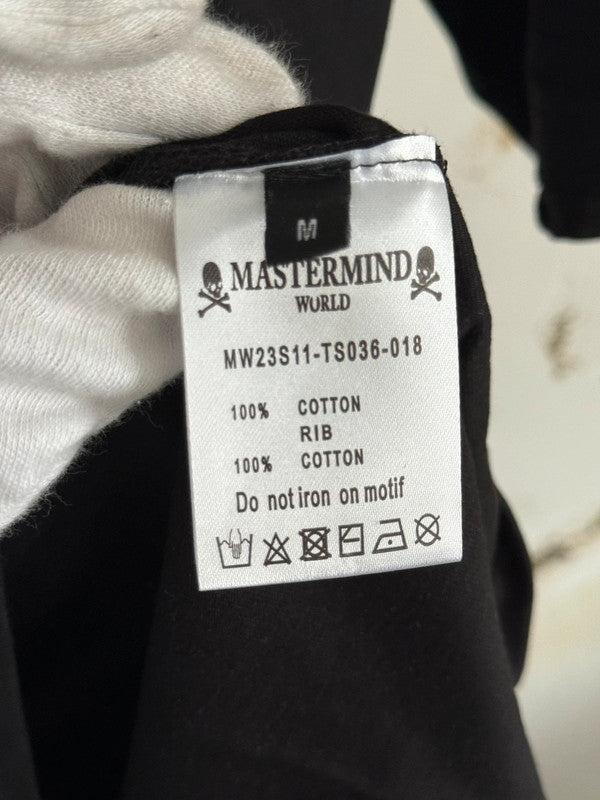 M
MASTERMIND
WORLD
MW23S11-TS036-018
100% COTTON
RIB
100% COTTON
Do not iron on motif